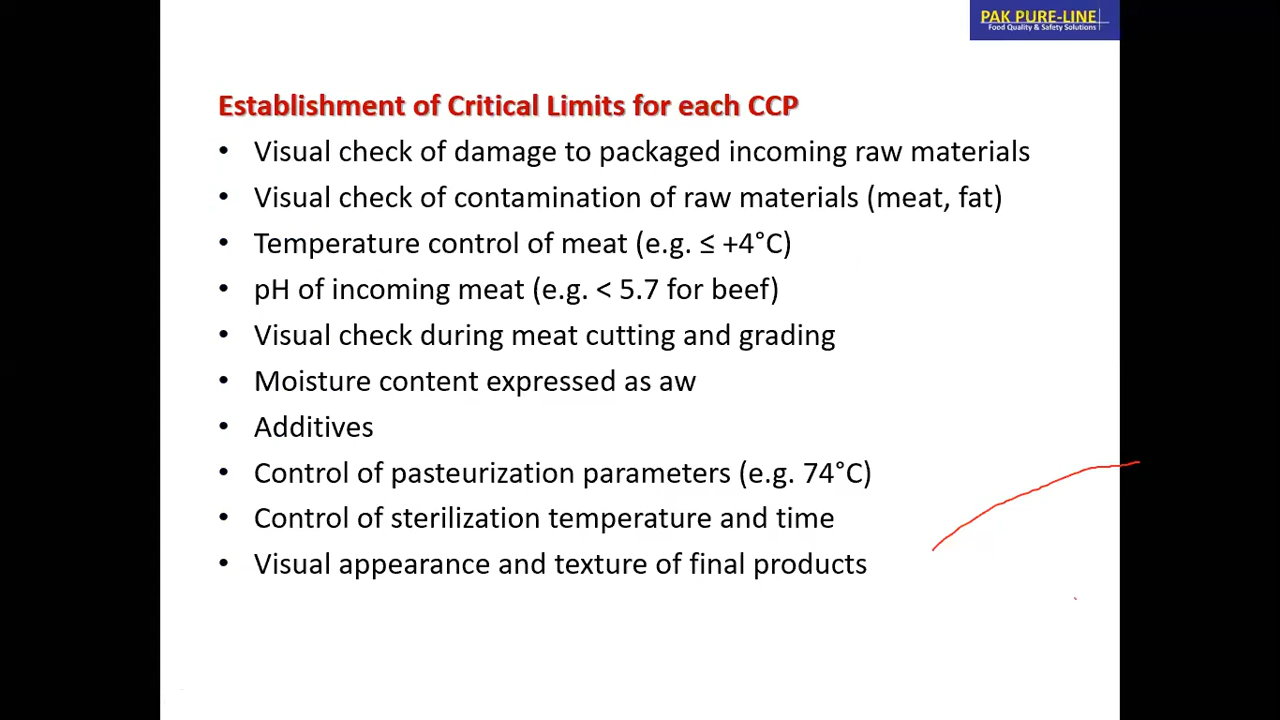 PAK PURE-LINE
Food Quality & Safety Solutions
Establishment of Critical Limits for each CCP
• Visual check of damage to packaged incoming raw materials
• Visual check of contamination of raw materials (meat, fat)
• Temperature control of meat (e.g. ≤ +4°C)
• pH of incoming meat (e.g. < 5.7 for beef)
• Visual check during meat cutting and grading
• Moisture content expressed as aw
• Additives
• Control of pasteurization parameters (e.g. 74°C)
• Control of sterilization temperature and time
• Visual appearance and texture of final products